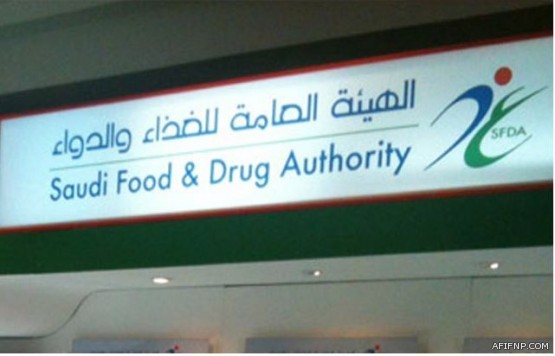 الهيئة العامة للغذاء والدواء
Saudi Food & Drug Authority
SFDA
AFIFNP.COM